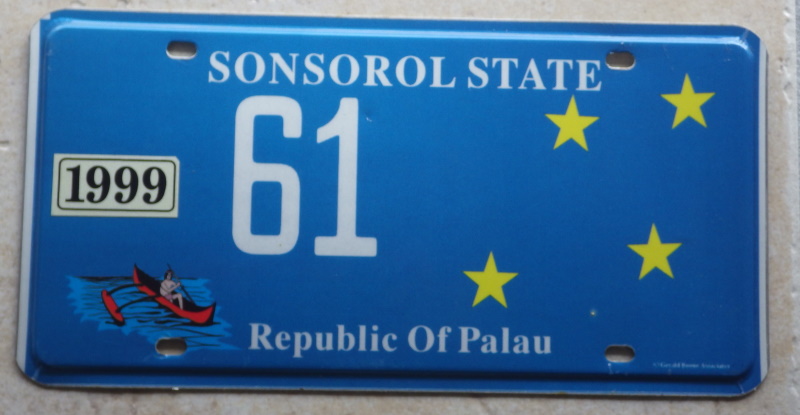 SONSOROL STATE
61
1999
Republic Of Palau